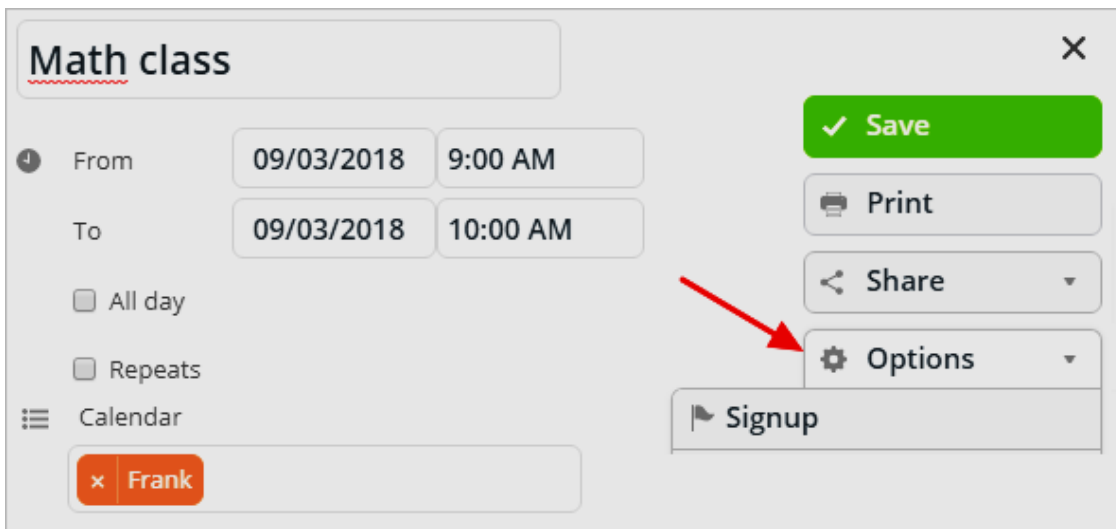 Math class
Save
From 09/03/2018 9:00 AM
Print
To 09/03/2018 10:00 AM
Share
All day
Options
Repeats
Calendar
Signup
× Frank